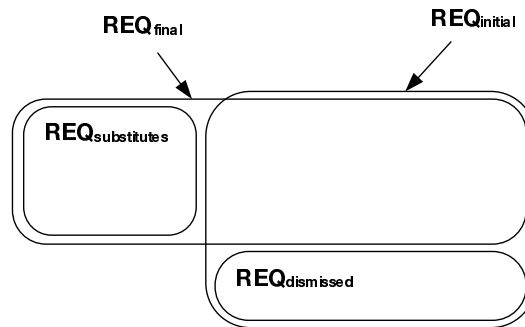 REQfinal
REQinitial
REQsubstitutes
REQdismissed